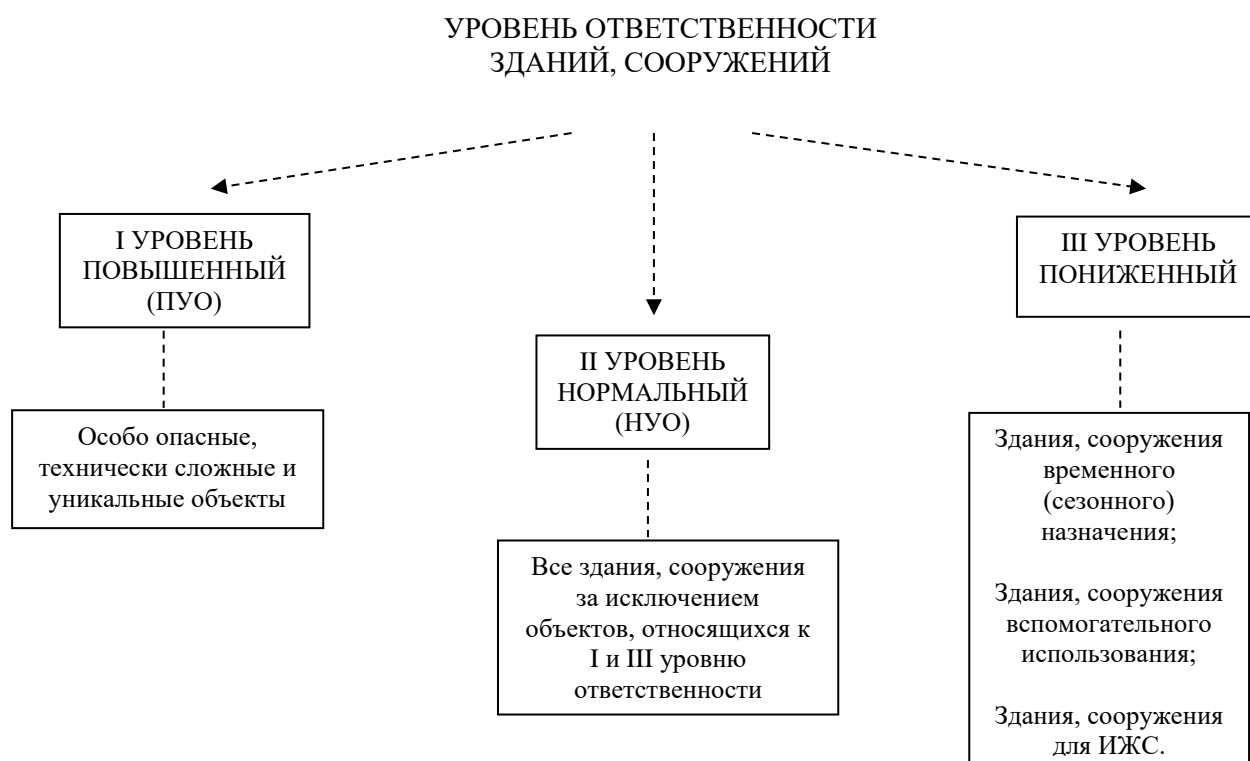 УРОВЕНЬ ОТВЕТСТВЕННОСТИ
ЗДАНИЙ, СООРУЖЕНИЙ
I УРОВЕНЬ
ПОВЫШЕННЫЙ
(ПУО)
Особо опасные,
технически сложные и
уникальные объекты
II УРОВЕНЬ
НОРМАЛЬНЫЙ
(НУО)
Все здания, сооружения
за исключением
объектов, относящихся к
I и III уровню
ответственности
III УРОВЕНЬ
ПОНИЖЕННЫЙ
Здания, сооружения
временного
(сезонного)
назначения;
Здания, сооружения
вспомогательного
использования;
Здания, сооружения
для ИЖС.